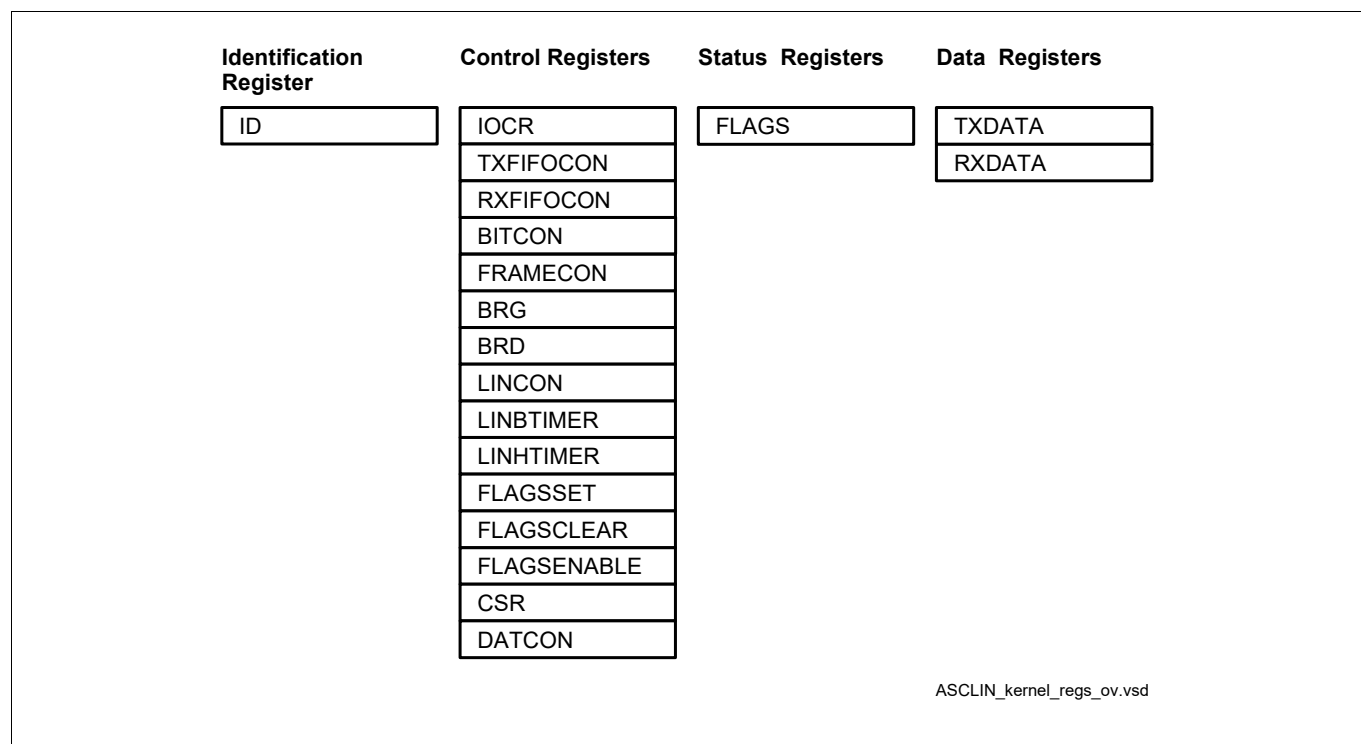 Identification
Register
Control Registers
Status Registers
Data Registers
ID
IOCR
TXFIFOCON
RXFIFOCON
BITCON
FRAMECON
BRG
BRD
LINCON
LINBTIMER
LINHTIMER
FLAGSSET
FLAGSCLEAR
FLAGSENABLE
CSR
DATCON
FLAGS
TXDATA
RXDATA
ASCLIN_kernel_regs_ov.vsd